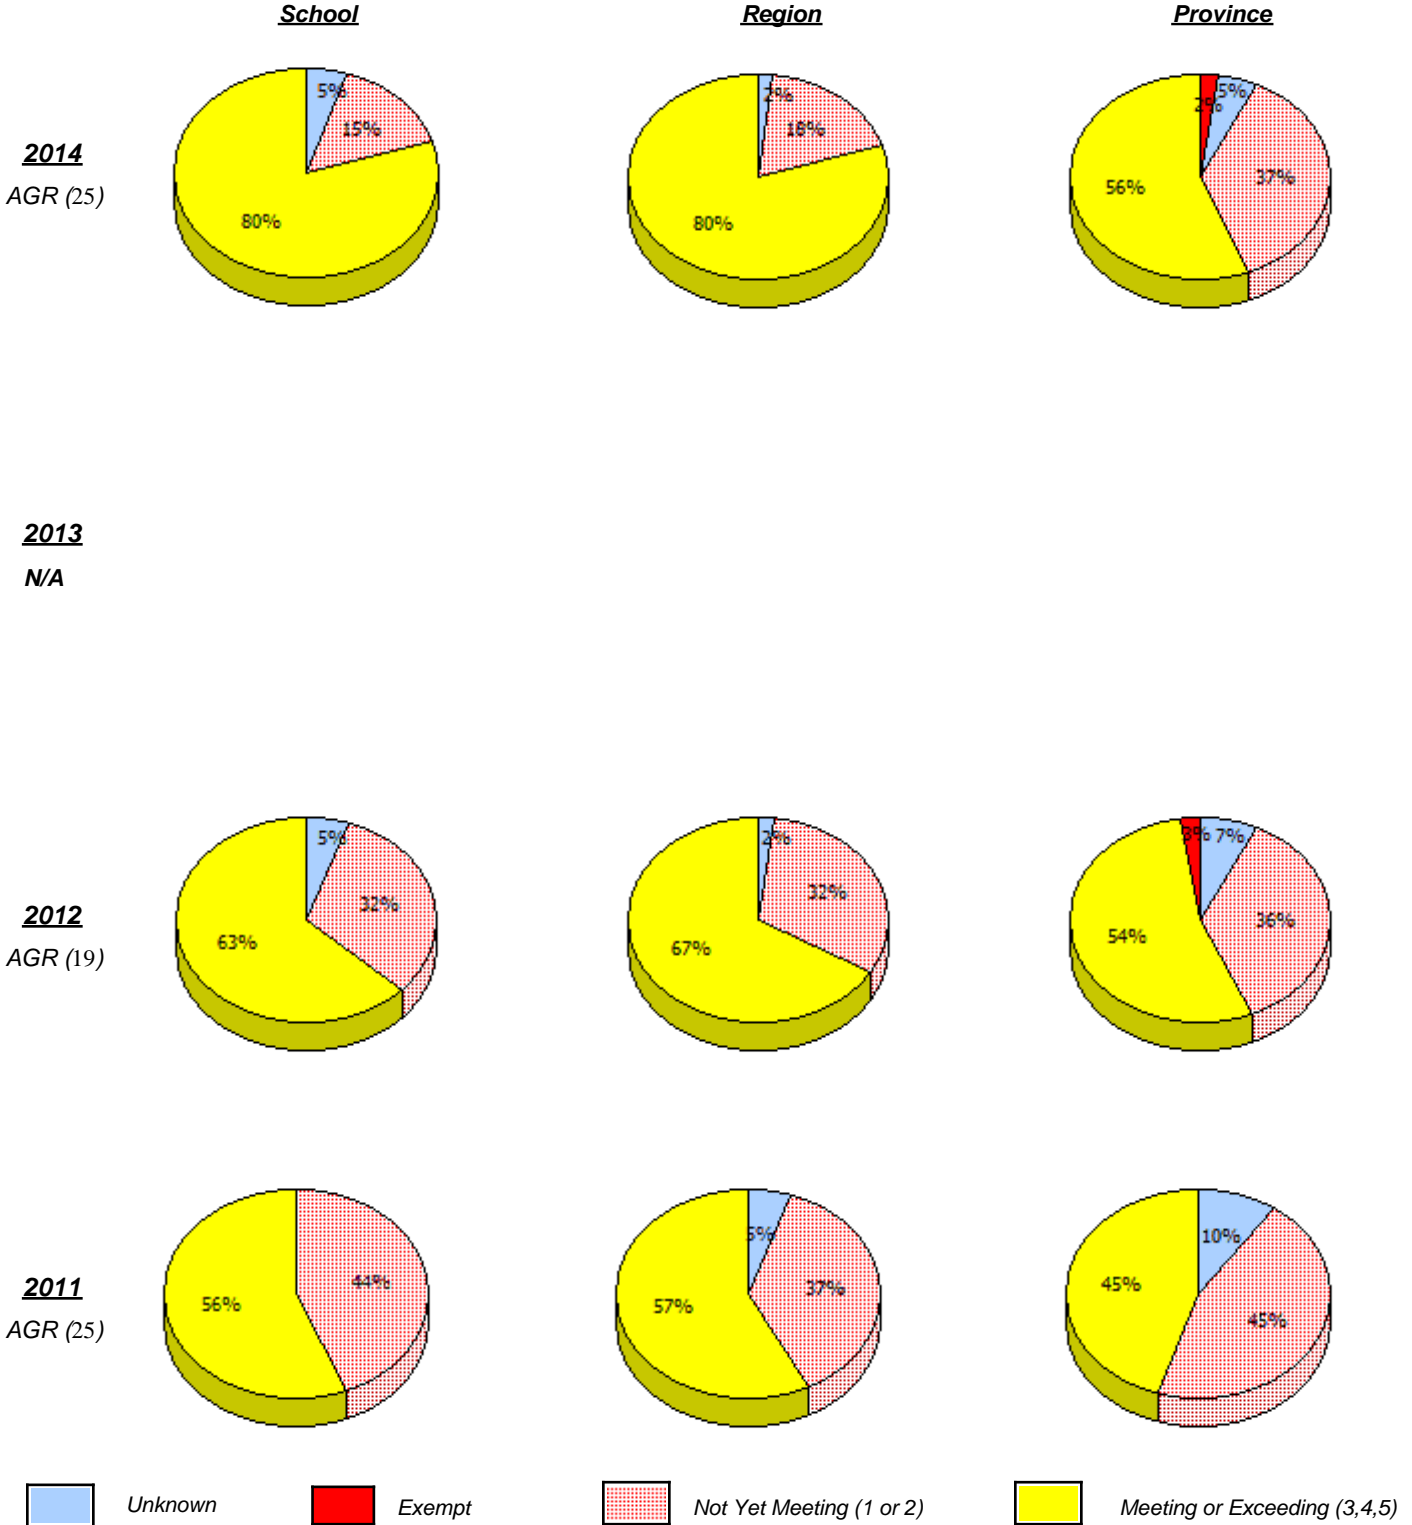 School Region Province
5% 2% 2% 5%
15% 18% 37%
2014
AGR (25)
80% 80% 56%
2013
N/A
5% 2% 3% 7%
32% 32% 36%
2012
AGR (19)
63% 67% 54%
5% 10%
44% 37% 45%
2011
AGR (25)
56% 57% 45%
Unknown Exempt Not Yet Meeting (1 or 2) Meeting or Exceeding (3,4,5)